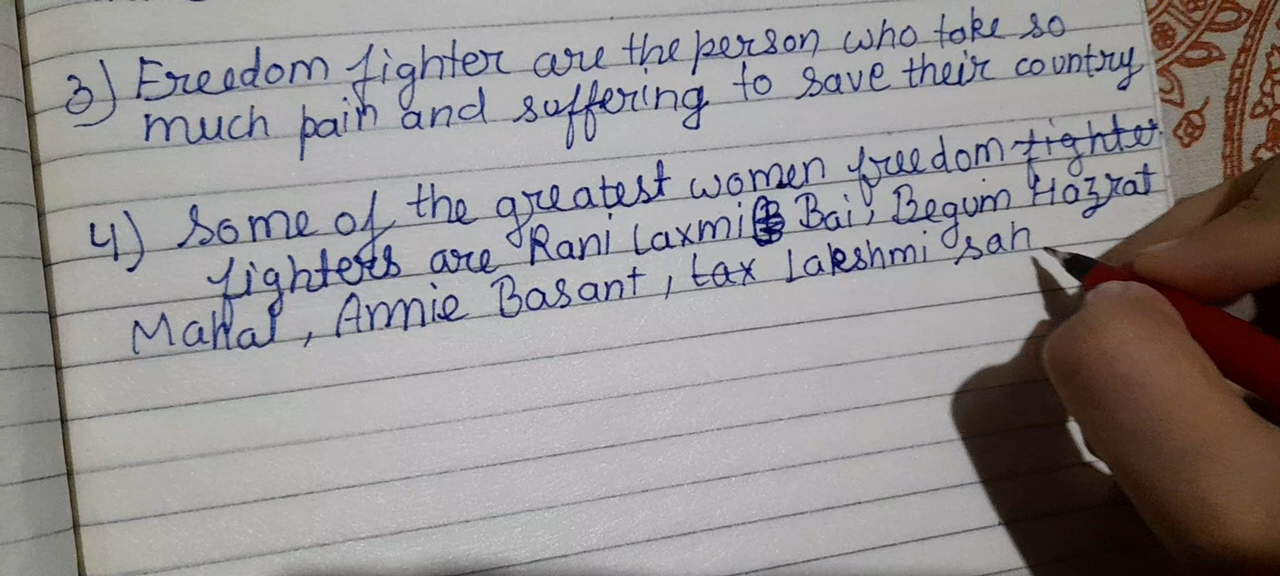 3) Freedom fighter are the person who take so
much pain and suffering to save their country
4) Some of the greatest women freedom fighter
fighters are Rani Laxmi Bai, Begum Hazrat
Mahal, Annie Basant, tax Lakshmi sah